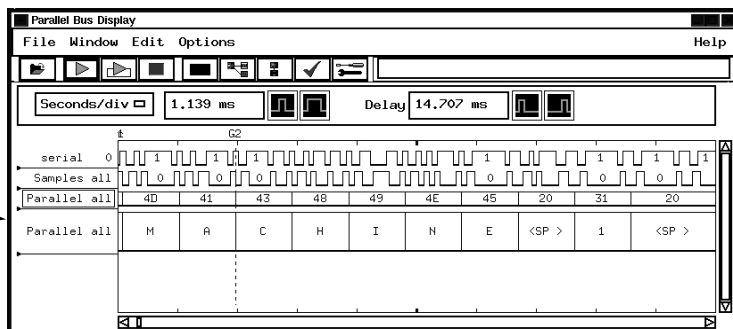 Parallel Bus Display
File Window Edit Options Help
Seconds/div 1.139 ms Delay 14.707 ms
G2
serial 0 1 1 1 1 1 1 1
Samples all 0 0 0 0 0 0
Parallel all 4D 41 43 48 49 4E 45 20 31 20
Parallel all M A C H I N E <SP > 1 <SP >